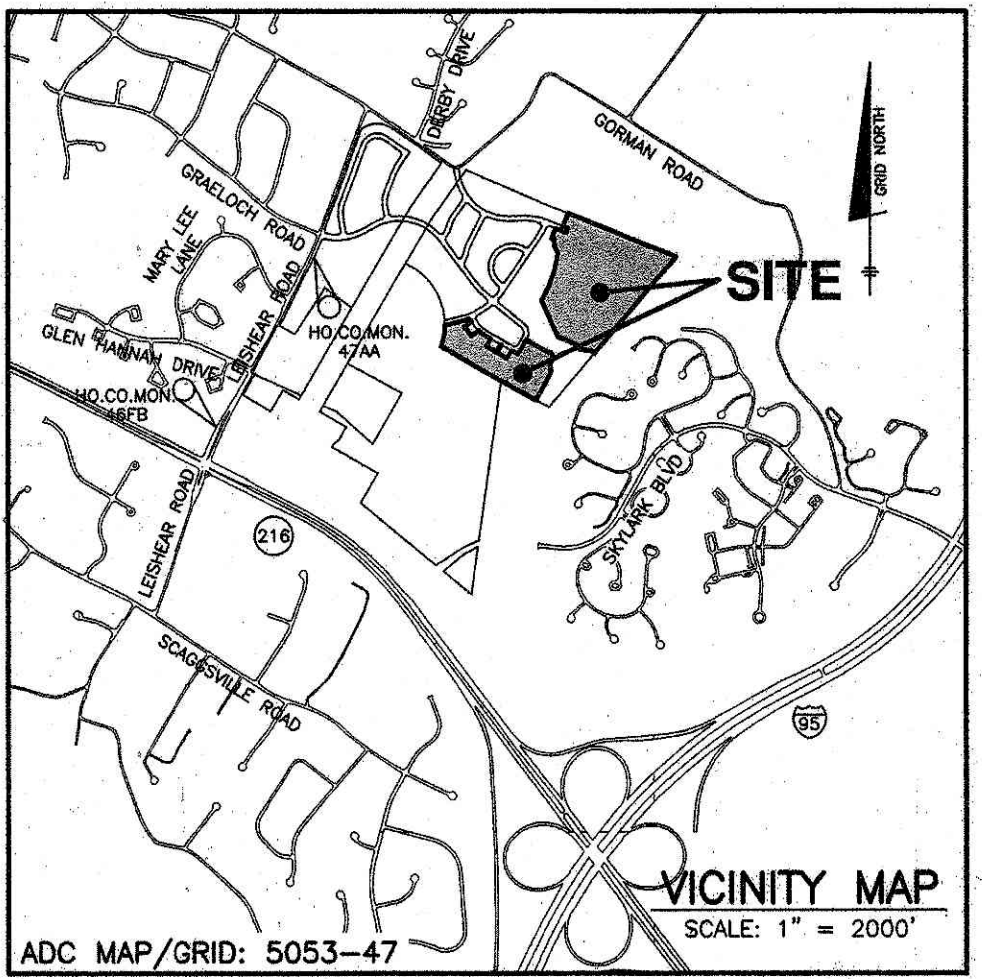 DERBY DRIVE
GORMAN ROAD
GRID NORTH
GRAELOCH ROAD
MARY LEE
LANE
SITE
LEISHEAR ROAD
HO.CO.MON.
47AA
GLEN HANNAH DRIVE
HO.CO.MON.
46FB
SKYLARK BLVD
LEISHEAR ROAD
216
SCAGGSVILLE ROAD
95
VICINITY MAP
SCALE: 1" = 2000'
ADC MAP/GRID: 5053-47